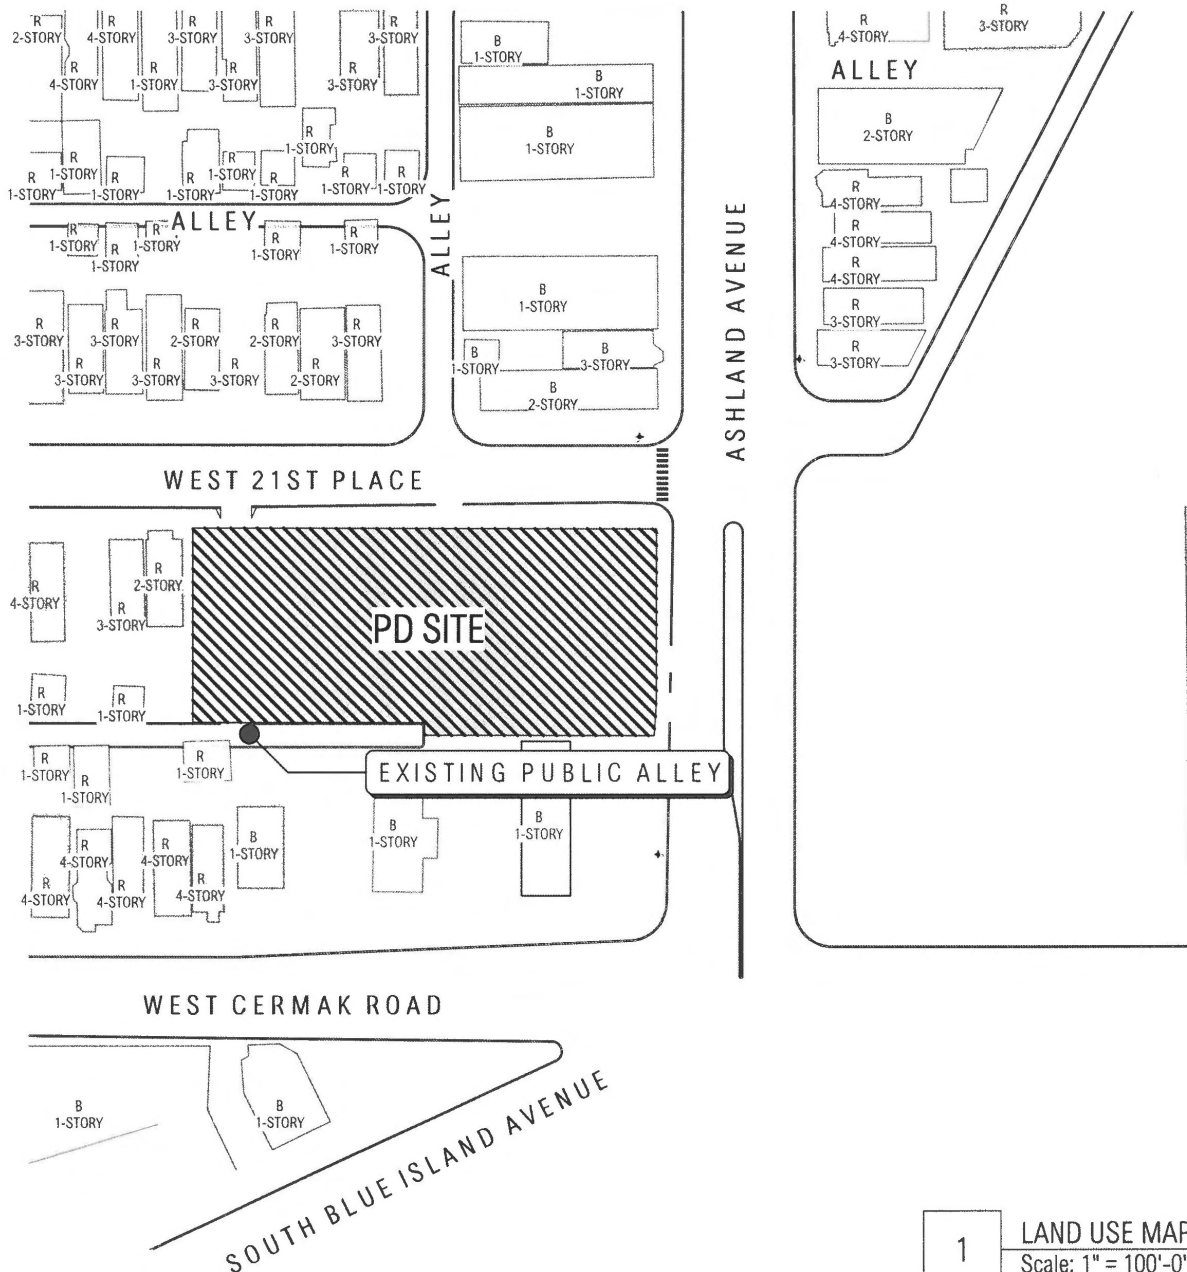 R
2-STORY
R
4-STORY
R
3-STORY
R
3-STORY
R
3-STORY
B
1-STORY
R
4-STORY
R
3-STORY
R
4-STORY
R
1-STORY
R
3-STORY
R
3-STORY
B
1-STORY
ALLEY
B
1-STORY
B
2-STORY
R
1-STORY
R
1-STORY
R
1-STORY
R
1-STORY
R
1-STORY
R
1-STORY
R
1-STORY
R
1-STORY
R
1-STORY
R
4-STORY
R
4-STORY
R
4-STORY
R
3-STORY
R
3-STORY
ALLEY
ALLEY
ASHLAND AVENUE
R
1-STORY
R
1-STORY
R
1-STORY
R
1-STORY
R
1-STORY
B
1-STORY
R
3-STORY
R
3-STORY
R
2-STORY
R
2-STORY
R
3-STORY
R
3-STORY
R
3-STORY
R
3-STORY
R
2-STORY
B
1-STORY
B
3-STORY
B
2-STORY
WEST 21ST PLACE
R
4-STORY
R
3-STORY
R
2-STORY
PD SITE
R
1-STORY
R
1-STORY
R
1-STORY
R
1-STORY
R
1-STORY
EXISTING PUBLIC ALLEY
R
4-STORY
R
4-STORY
R
4-STORY
R
4-STORY
R
4-STORY
B
1-STORY
B
1-STORY
B
1-STORY
WEST CERMAK ROAD
B
1-STORY
B
1-STORY
SOUTH BLUE ISLAND AVENUE
1
LAND USE MAP
Scale: 1" = 100'-0"